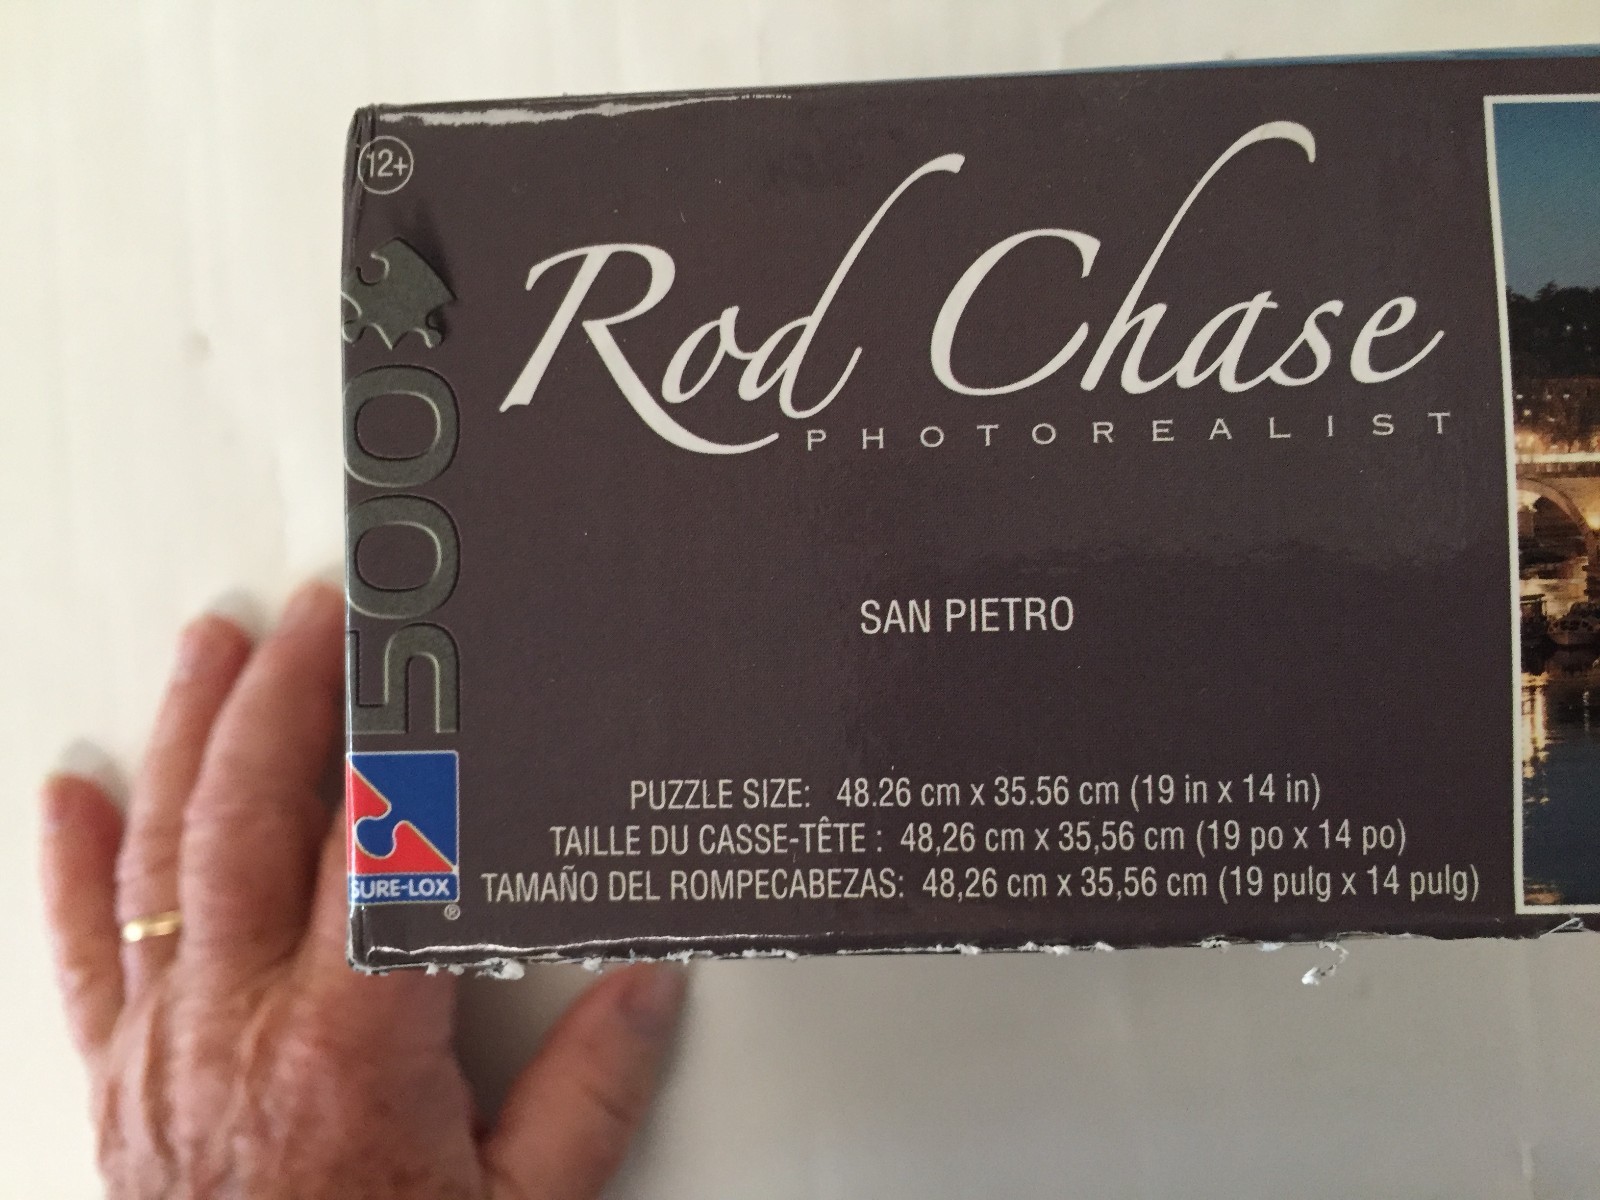 12+
500
Rod Chase
PHOTOREALIST
SAN PIETRO
PUZZLE SIZE: 48.26 cm x 35.56 cm (19 in x 14 in)
TAILLE DU CASSE-TÊTE : 48,26 cm x 35,56 cm (19 po x 14 po)
TAMAÑO DEL ROMPECABEZAS: 48,26 cm x 35,56 cm (19 pulg x 14 pulg)
SURE-LOX
®